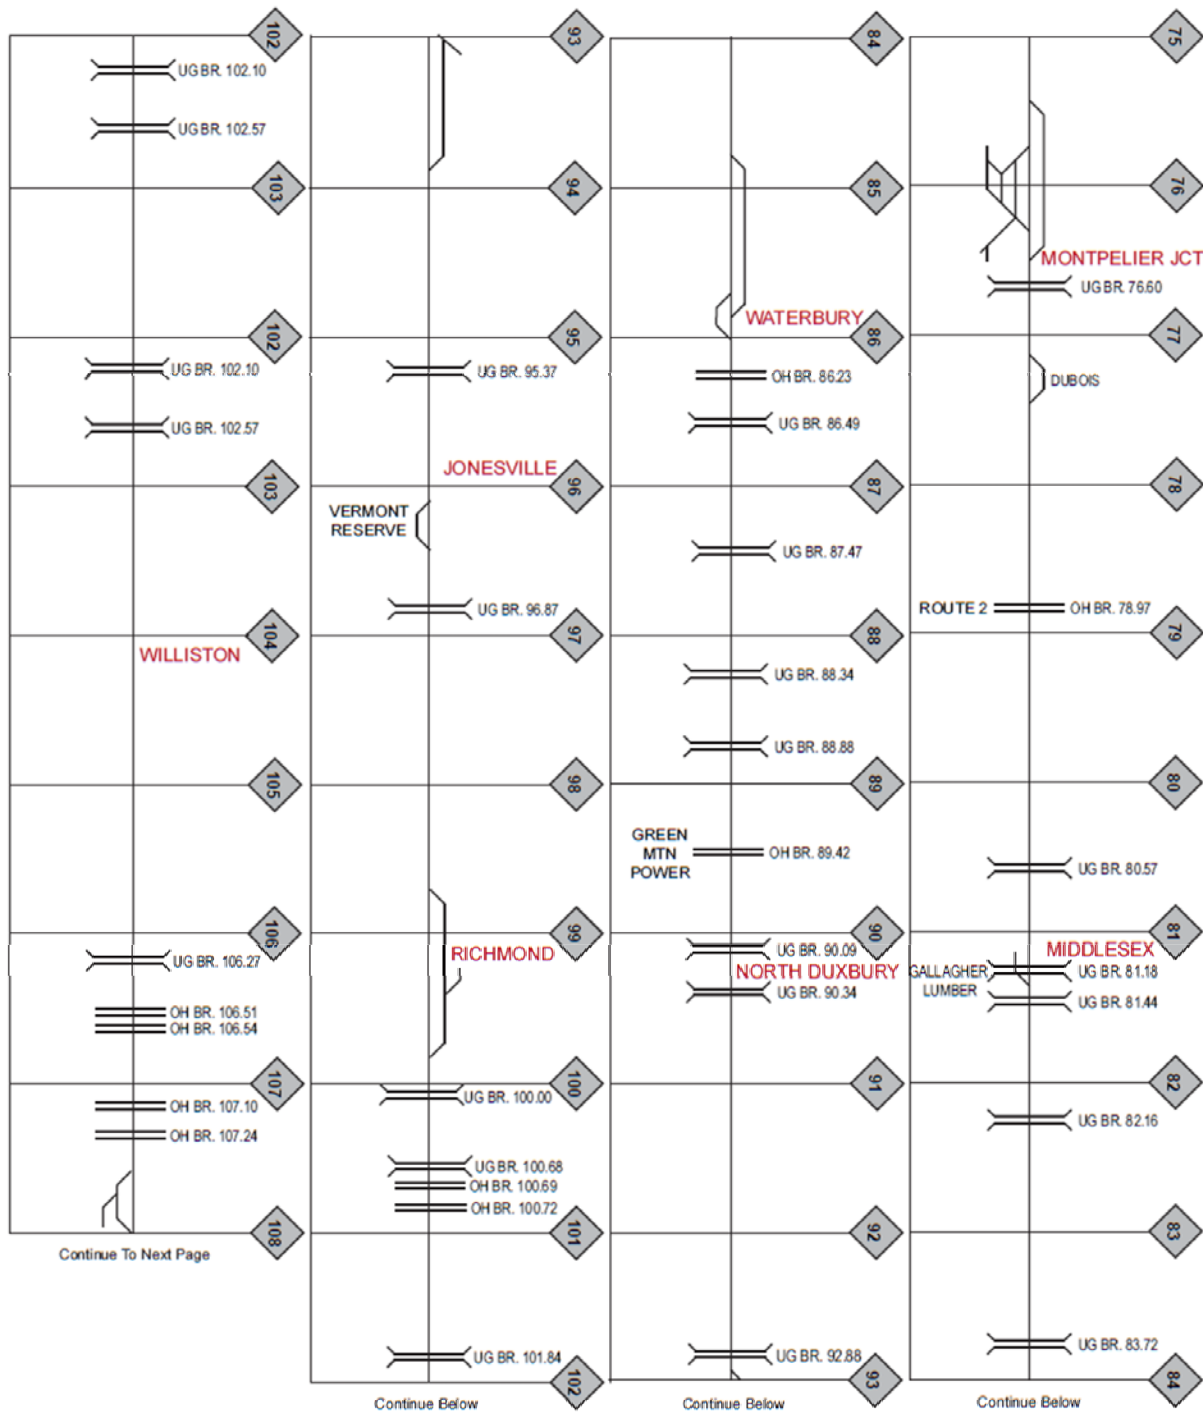 102
UG BR. 102.10
UG BR. 102.57
103
102
UG BR. 102.10
UG BR. 102.57
103
104
WILLISTON
105
106
UG BR. 106.27
OH BR. 106.51
OH BR. 106.54
107
OH BR. 107.10
OH BR. 107.24
108
Continue To Next Page
93
94
95
UG BR. 95.37
JONESVILLE
96
VERMONT
RESERVE
UG BR. 96.87
97
98
99
RICHMOND
100
UG BR. 100.00
UG BR. 100.68
OH BR. 100.69
OH BR. 100.72
101
UG BR. 101.84
102
Continue Below
84
85
WATERBURY
86
OH BR. 86.23
UG BR. 86.49
87
UG BR. 87.47
88
UG BR. 88.34
UG BR. 88.88
89
GREEN
MTN
POWER
OH BR. 89.42
90
UG BR. 90.09
NORTH DUXBURY
UG BR. 90.34
91
92
UG BR. 92.88
93
Continue Below
75
76
MONTPELIER JCT
UG BR. 76.60
77
DUBOIS
78
ROUTE 2
OH BR. 78.97
79
80
UG BR. 80.57
81
MIDDLESEX
GALLAGHER
LUMBER
UG BR. 81.18
UG BR. 81.44
82
UG BR. 82.16
83
UG BR. 83.72
84
Continue Below